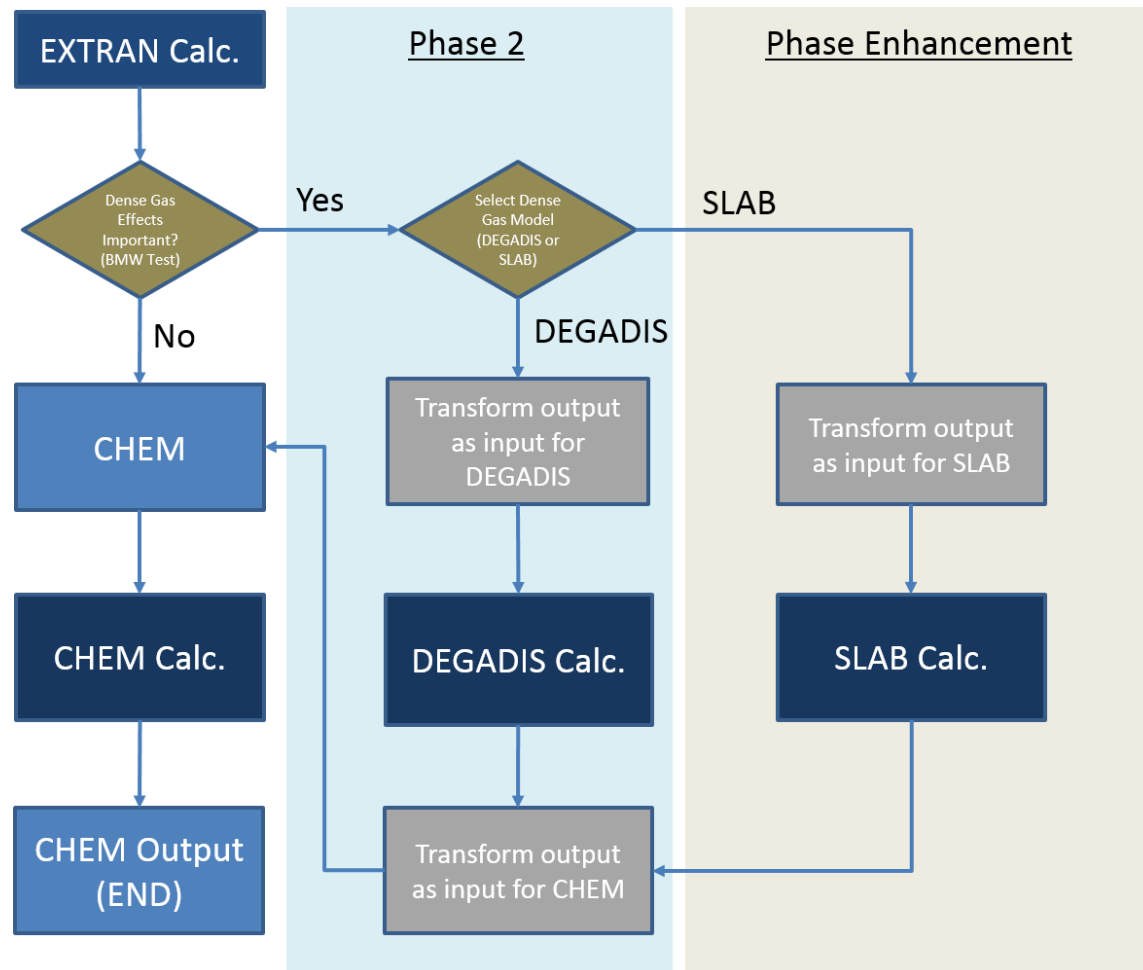 EXTRAN Calc.
Phase 2
Phase Enhancement
Dense Gas
Effects
Important?
(BMW Test)
Yes
Select Dense
Gas Model
(DEGADIS or
SLAB)
SLAB
No
DEGADIS
CHEM
Transform output
as input for
DEGADIS
Transform output
as input for SLAB
CHEM Calc.
DEGADIS Calc.
SLAB Calc.
CHEM Output
(END)
Transform output
as input for CHEM